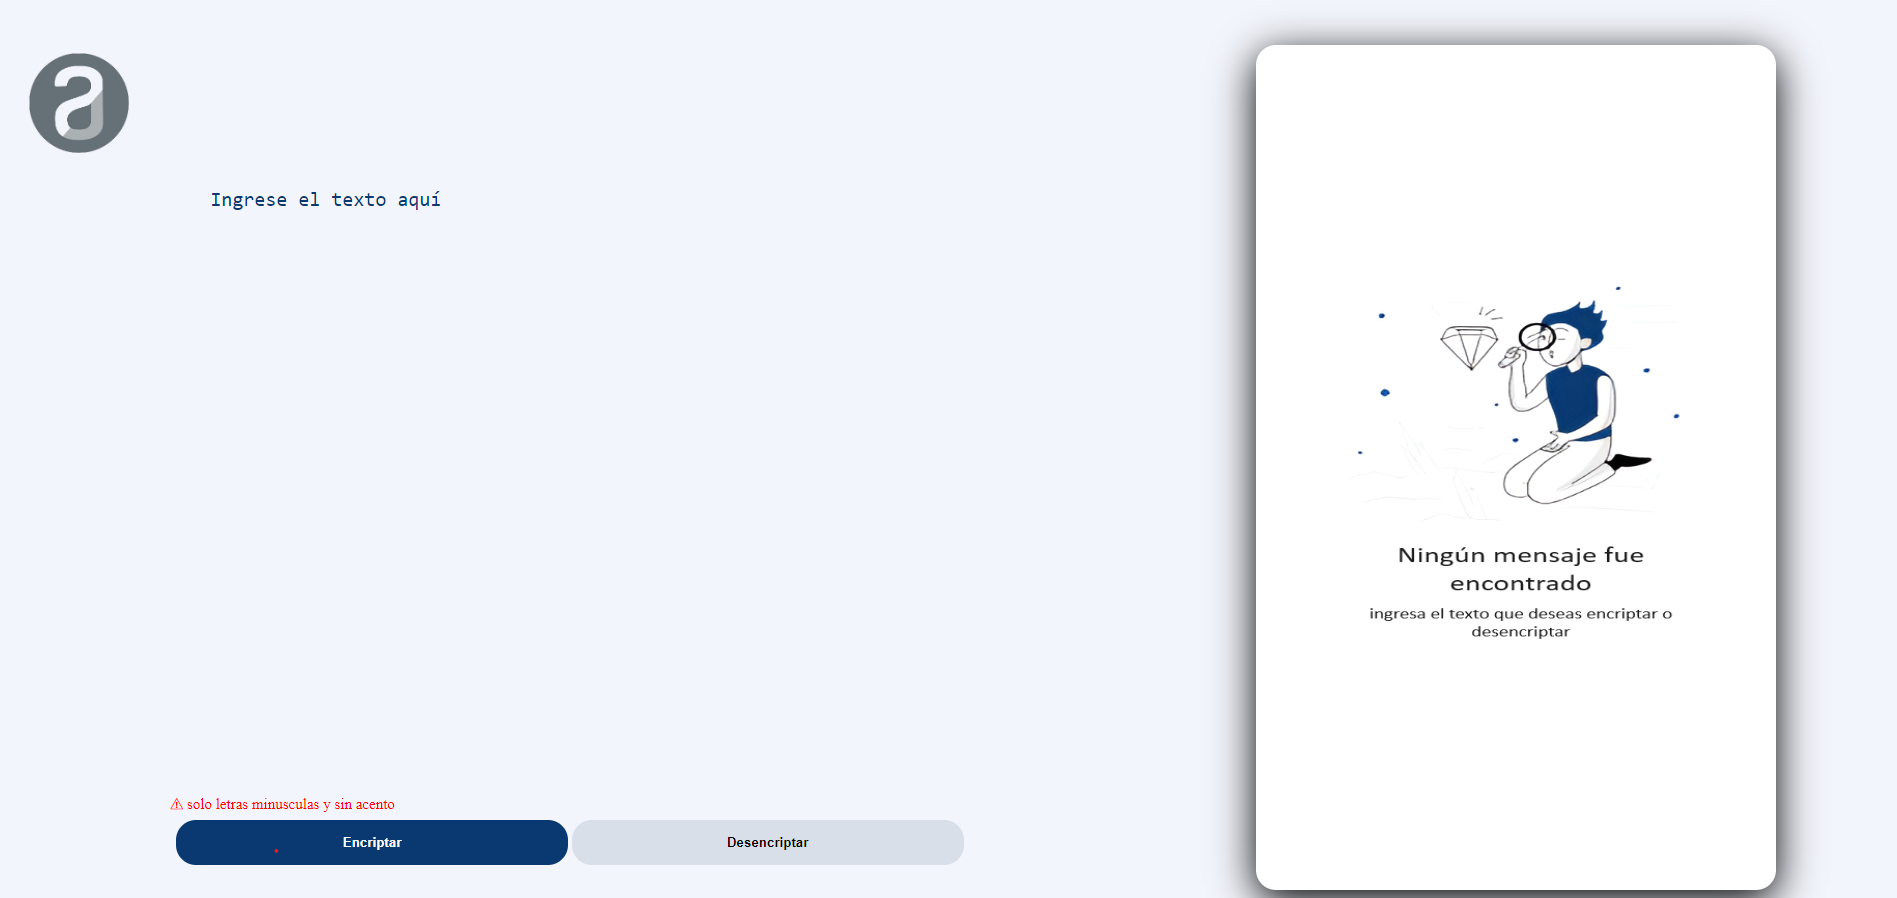 a
Ingrese el texto aquí
Ningún mensaje fue
encontrado
ingresa el texto que deseas encriptar o
desencriptar
⚠ solo letras minusculas y sin acento
Encriptar
Desencriptar